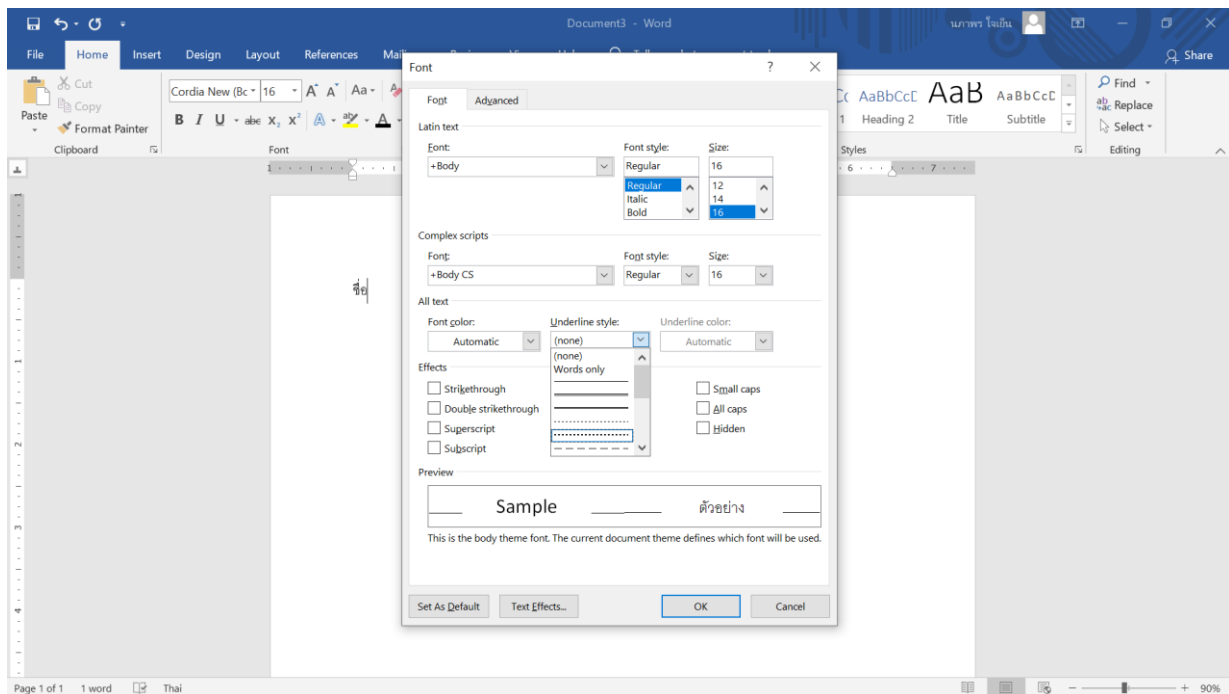 Document3 - Word
นภาพร ใจเย็น
File Home Insert Design Layout References
Share
Paste
Cut
Copy
Format Painter
Clipboard
Cordia New (Bc 16
B I U abc X₂ X²
Font
AaBbCcD AaB AaBbCcD
1 Heading 2 Title Subtitle
Styles
Find
Replace
Select
Editing
ชื่อ
Font
Font Advanced
Latin text
Font: Font style: Size:
+Body Regular 16
Regular 12
Italic 14
Bold 16
Complex scripts
Font: Font style: Size:
+Body CS Regular 16
All text
Font color: Underline style: Underline color:
Automatic (none) Automatic
(none)
Words only
Effects
Strikethrough Small caps
Double strikethrough All caps
Superscript Hidden
Subscript
Preview
Sample ตัวอย่าง
This is the body theme font. The current document theme defines which font will be used.
Set As Default Text Effects... OK Cancel
Page 1 of 1 1 word Thai 90%